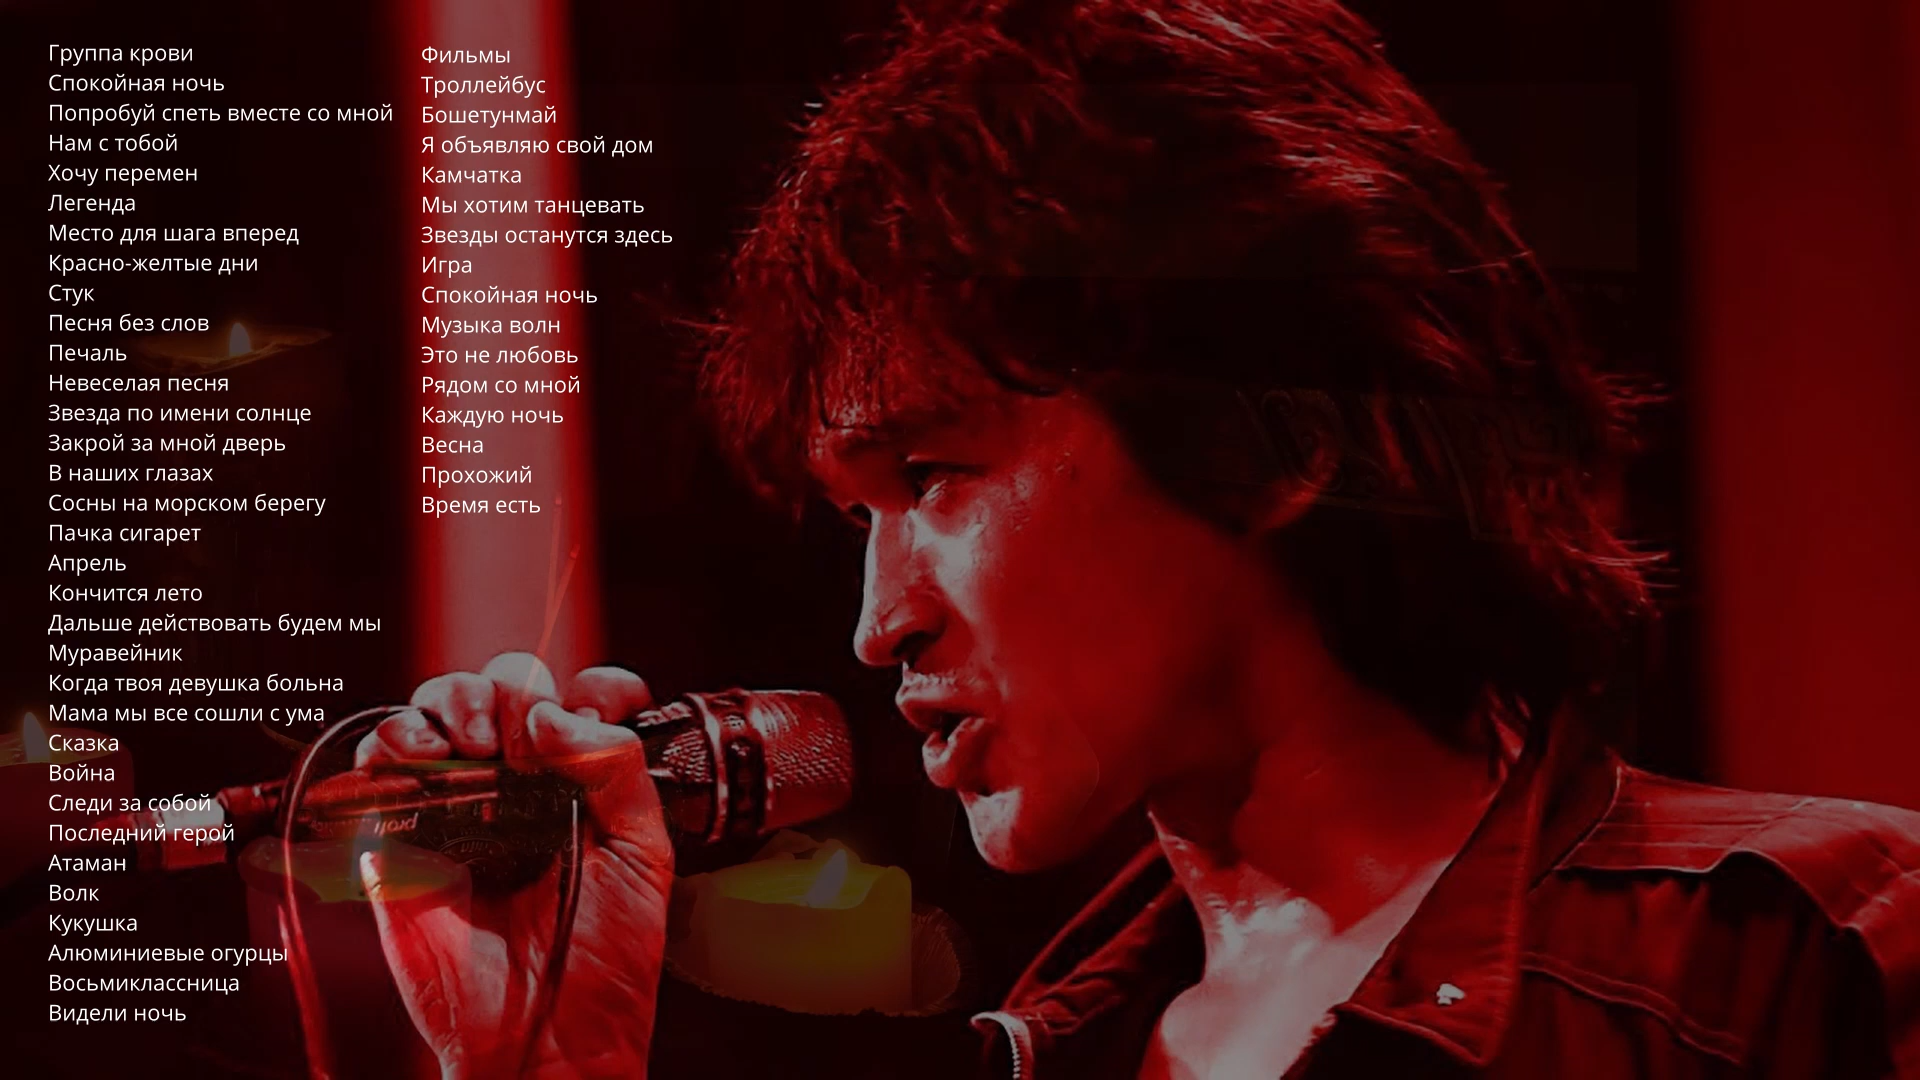 Группа крови
Спокойная ночь
Попробуй спеть вместе со мной
Нам с тобой
Хочу перемен
Легенда
Место для шага вперед
Красно-желтые дни
Стук
Песня без слов
Печаль
Невеселая песня
Звезда по имени солнце
Закрой за мной дверь
В наших глазах
Сосны на морском берегу
Пачка сигарет
Апрель
Кончится лето
Дальше действовать будем мы
Муравейник
Когда твоя девушка больна
Мама мы все сошли с ума
Сказка
Война
Следи за собой
Последний герой
Атаман
Волк
Кукушка
Алюминиевые огурцы
Восьмиклассница
Видели ночь
Фильмы
Троллейбус
Бошетунмай
Я объявляю свой дом
Камчатка
Мы хотим танцевать
Звезды останутся здесь
Игра
Спокойная ночь
Музыка волн
Это не любовь
Рядом со мной
Каждую ночь
Весна
Прохожий
Время есть